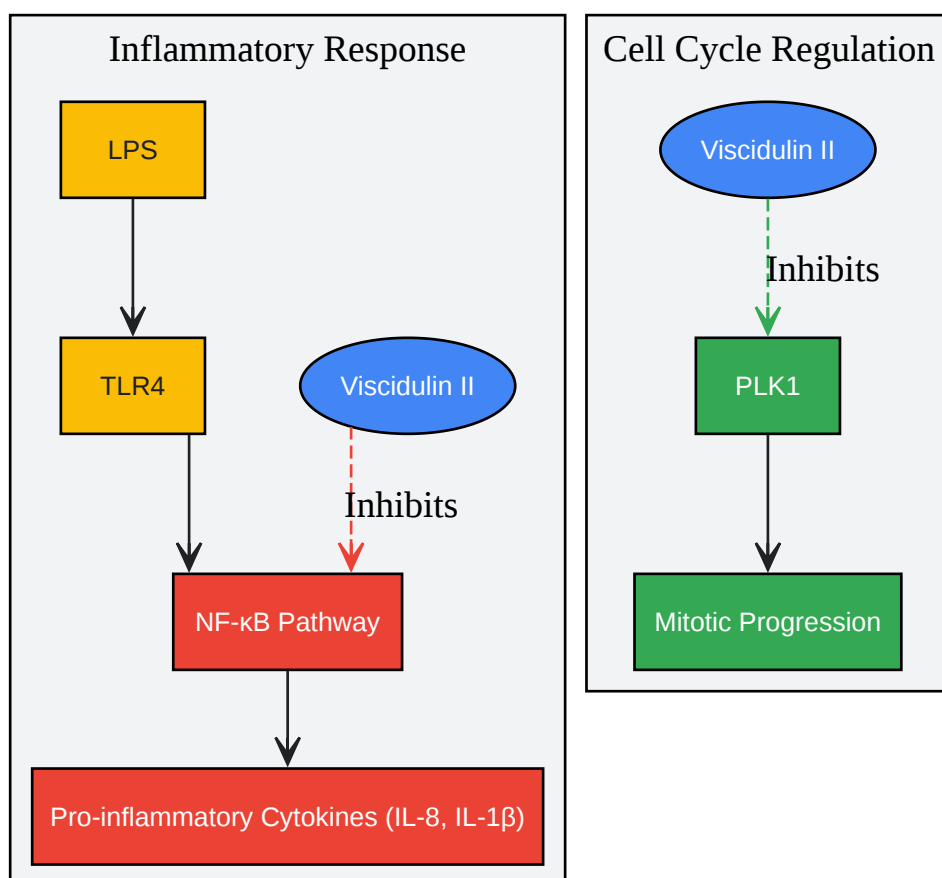 Inflammatory Response
LPS
TLR4
Viscidulin II
Inhibits
NF-κB Pathway
Pro-inflammatory Cytokines (IL-8, IL-1β)
Cell Cycle Regulation
Viscidulin II
Inhibits
PLK1
Mitotic Progression